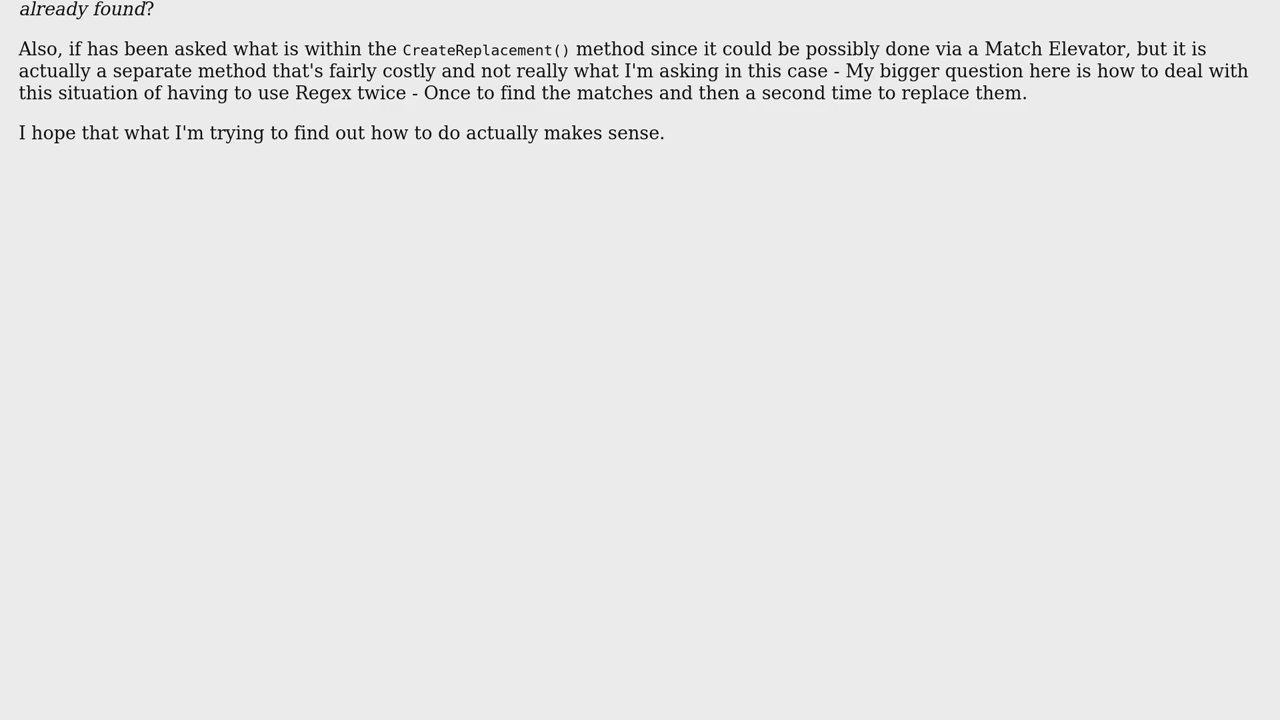 already found?
Also, if has been asked what is within the CreateReplacement() method since it could be possibly done via a Match Elevator, but it is
actually a separate method that's fairly costly and not really what I'm asking in this case - My bigger question here is how to deal with
this situation of having to use Regex twice - Once to find the matches and then a second time to replace them.
I hope that what I'm trying to find out how to do actually makes sense.